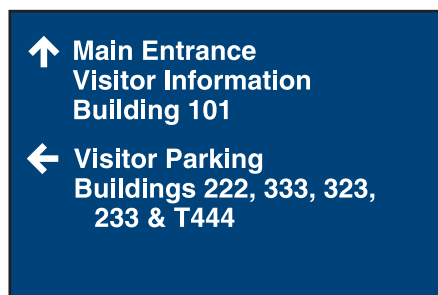 Main Entrance
Visitor Information
Building 101
Visitor Parking
Buildings 222, 333, 323,
233 & T444